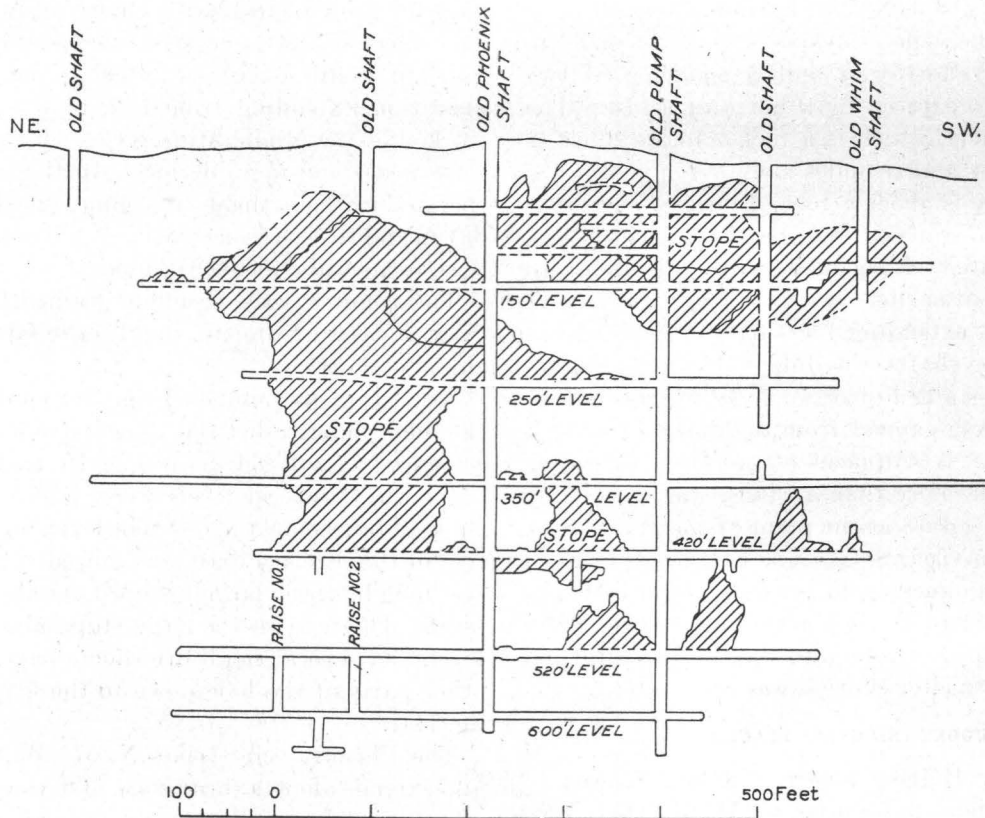 OLD SHAFT
OLD SHAFT
OLD PHOENIX
SHAFT
OLD PUMP
SHAFT
OLD SHAFT
OLD WHIM
SHAFT
NE.
SW.
STOPE
150' LEVEL
250' LEVEL
STOPE
350' LEVEL
STOPE
420' LEVEL
RAISE NO.1
RAISE NO.2
520' LEVEL
600' LEVEL
100 0 500 Feet